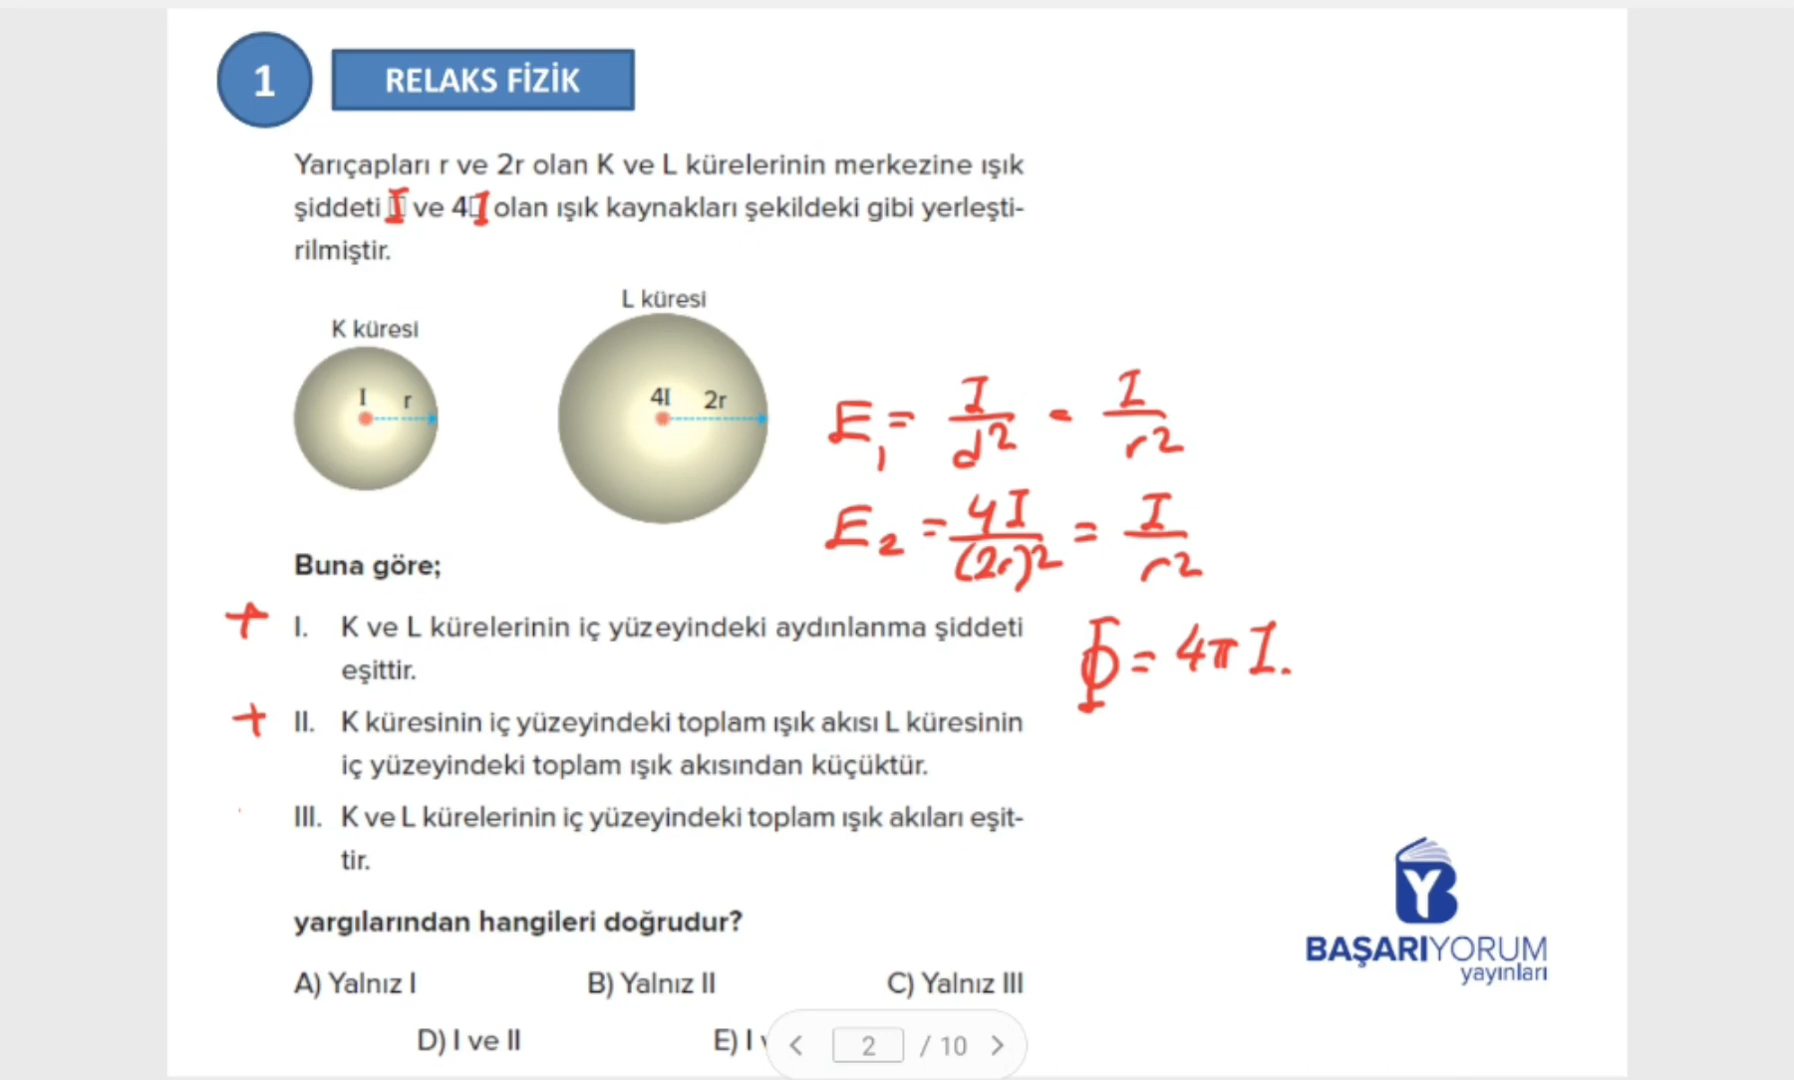 1
RELAKS FİZİK
Yarıçapları r ve 2r olan K ve L kürelerinin merkezine ışık
şiddeti I ve 4I olan ışık kaynakları şekildeki gibi yerleşti-
rilmiştir.
L küresi
K küresi
I r
4I 2r
E₁ = I/d² = I/r²
E₂ = 4I/(2r)² = I/r²
Buna göre;
+ I. K ve L kürelerinin iç yüzeyindeki aydınlanma şiddeti
eşittir.
Φ = 4π I.
+ II. K küresinin iç yüzeyindeki toplam ışık akısı L küresinin
iç yüzeyindeki toplam ışık akısından küçüktür.
III. K ve L kürelerinin iç yüzeyindeki toplam ışık akıları eşit-
tir.
yargılarından hangileri doğrudur?
A) Yalnız I B) Yalnız II C) Yalnız III
D) I ve II E) I
BAŞARIYORUM
yayınları
< 2 / 10 >